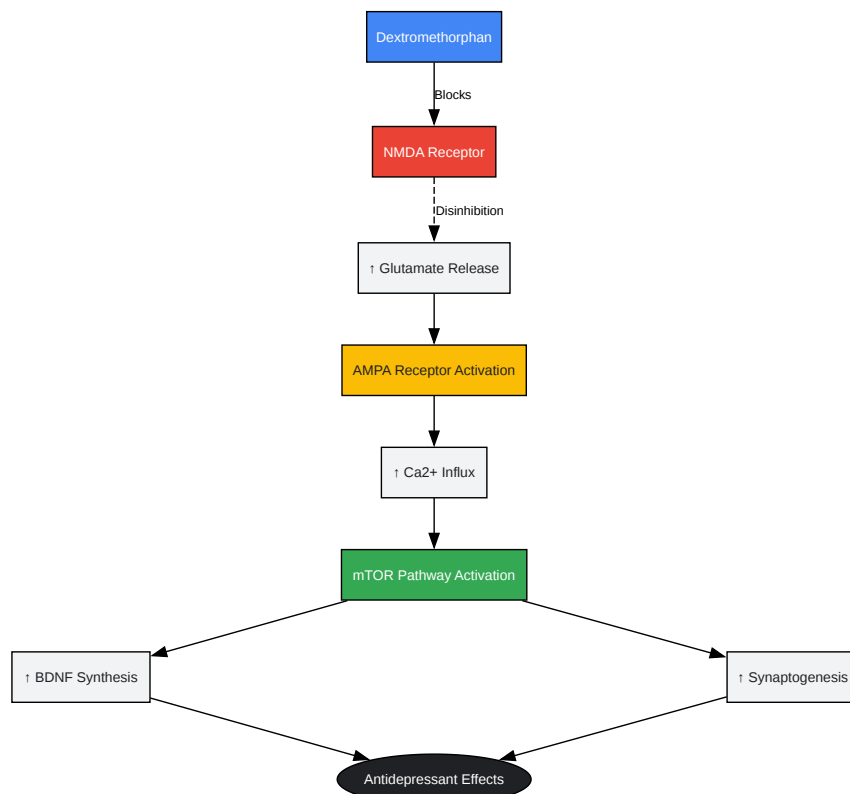 Dextromethorphan
Blocks
NMDA Receptor
Disinhibition
↑ Glutamate Release
AMPA Receptor Activation
↑ Ca2+ Influx
mTOR Pathway Activation
↑ BDNF Synthesis
↑ Synaptogenesis
Antidepressant Effects